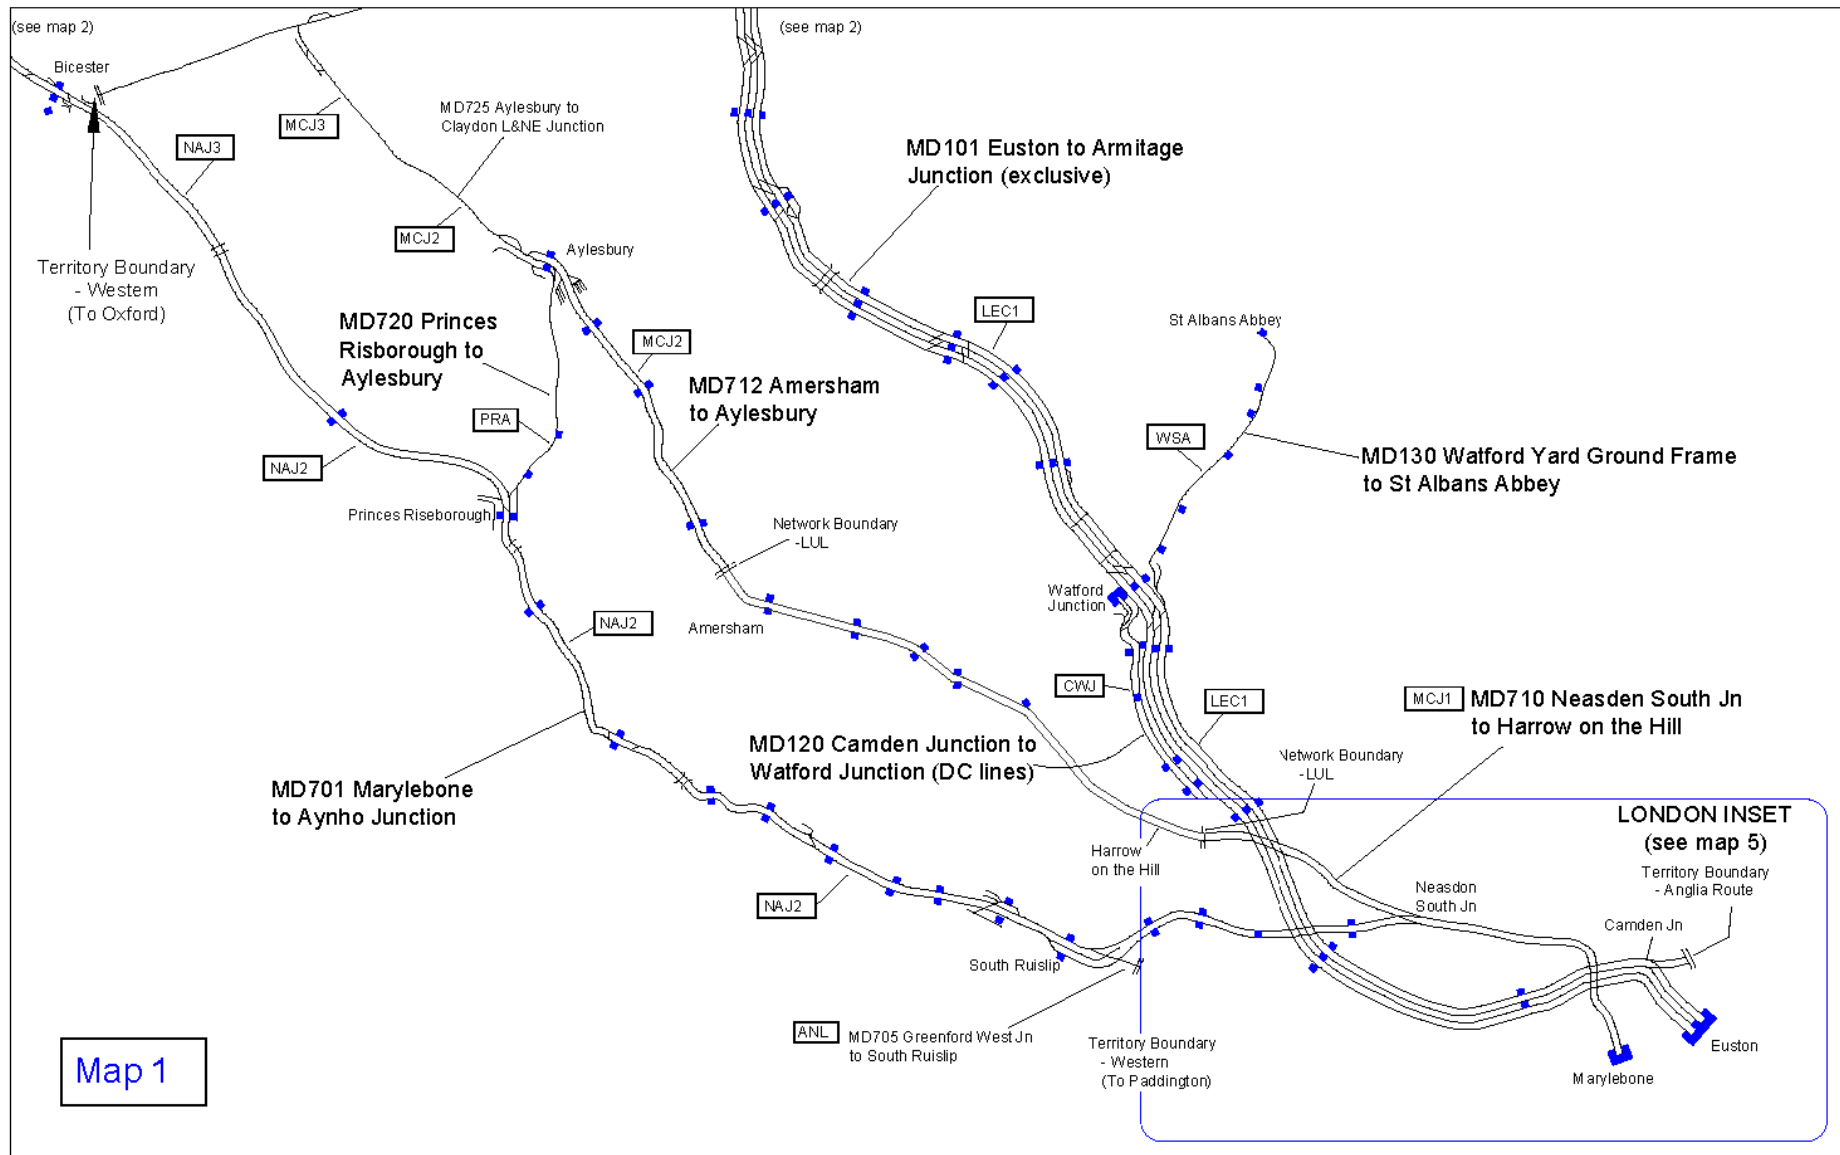 (see map 2)
(see map 2)
Bicester
MCJ3
MD725 Aylesbury to
Claydon L&NE Junction
NAJ3
MD101 Euston to Armitage
Junction (exclusive)
MCJ2
Aylesbury
Territory Boundary
- Western
(To Oxford)
LEC1
St Albans Abbey
MD720 Princes
Risborough to
Aylesbury
MCJ2
MD712 Amersham
to Aylesbury
PRA
WSA
MD130 Watford Yard Ground Frame
to St Albans Abbey
NAJ2
Princes Riseborough
Network Boundary
-LUL
Watford
Junction
NAJ2
Amersham
CWJ
LEC1
MCJ1
MD710 Neasden South Jn
to Harrow on the Hill
MD120 Camden Junction to
Watford Junction (DC lines)
Network Boundary
-LUL
MD701 Marylebone
to Aynho Junction
LONDON INSET
(see map 5)
Harrow
on the Hill
Territory Boundary
- Anglia Route
NAJ2
Neasdon
South Jn
Camden Jn
South Ruislip
ANL
MD705 Greenford West Jn
to South Ruislip
Territory Boundary
- Western
(To Paddington)
Euston
Marylebone
Map 1